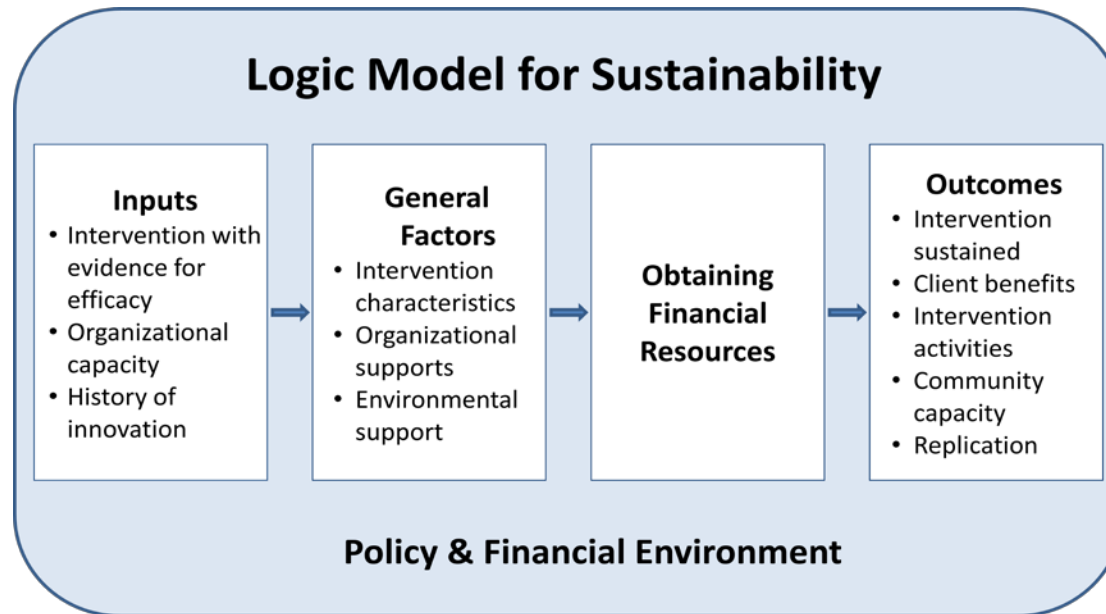 Logic Model for Sustainability
Inputs
• Intervention with
evidence for
efficacy
• Organizational
capacity
• History of
innovation
General
Factors
• Intervention
characteristics
• Organizational
supports
• Environmental
support
Obtaining
Financial
Resources
Outcomes
• Intervention
sustained
• Client benefits
• Intervention
activities
• Community
capacity
• Replication
Policy & Financial Environment